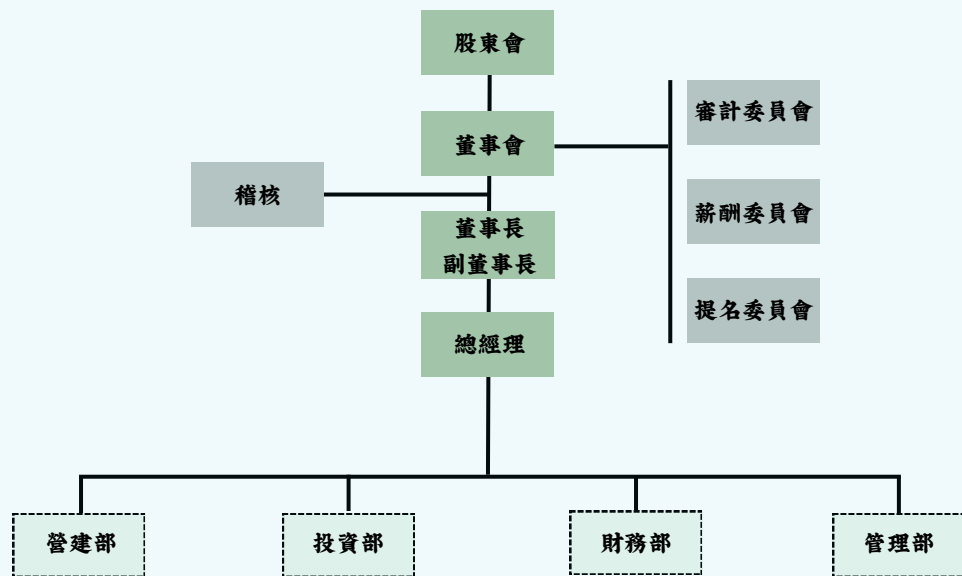 股東會
審計委員會
董事會
稽核
薪酬委員會
董事長
副董事長
提名委員會
總經理
營建部
投資部
財務部
管理部